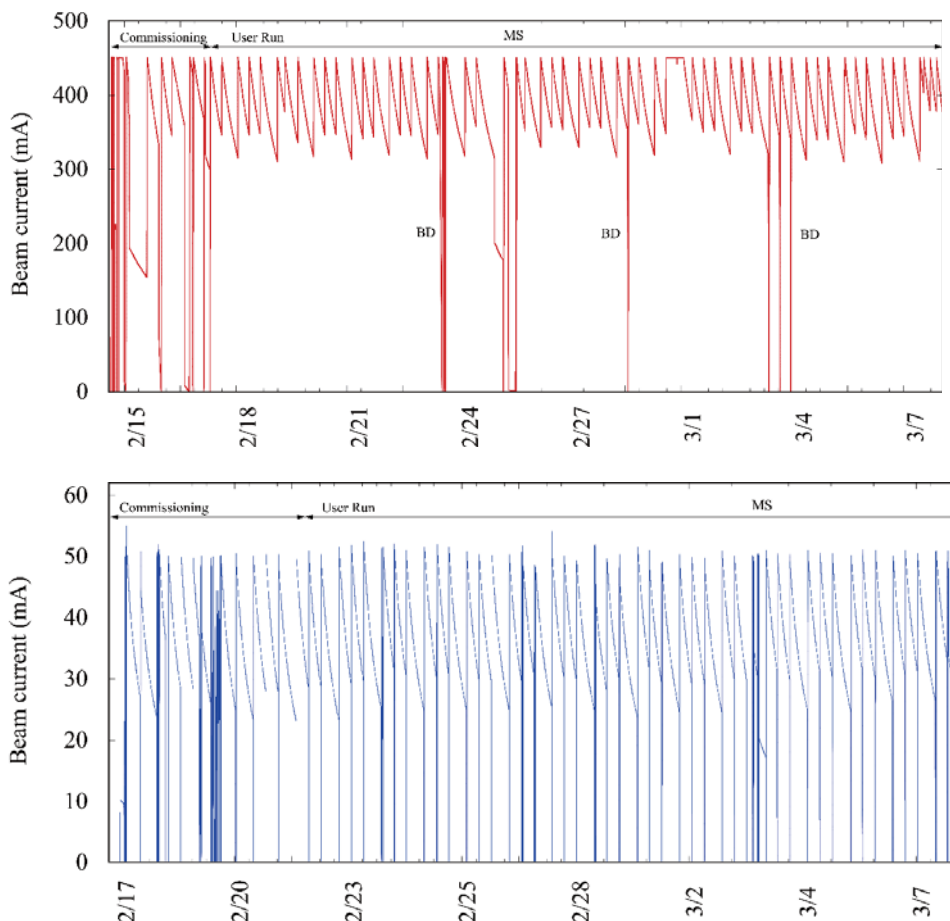 500
Commissioning User Run MS
400
300
BD BD BD
200
100
0
Beam current (mA)
2/15 2/18 2/21 2/24 2/27 3/1 3/4 3/7
60
Commissioning User Run MS
50
40
30
20
10
0
Beam current (mA)
2/17 2/20 2/23 2/25 2/28 3/2 3/4 3/7